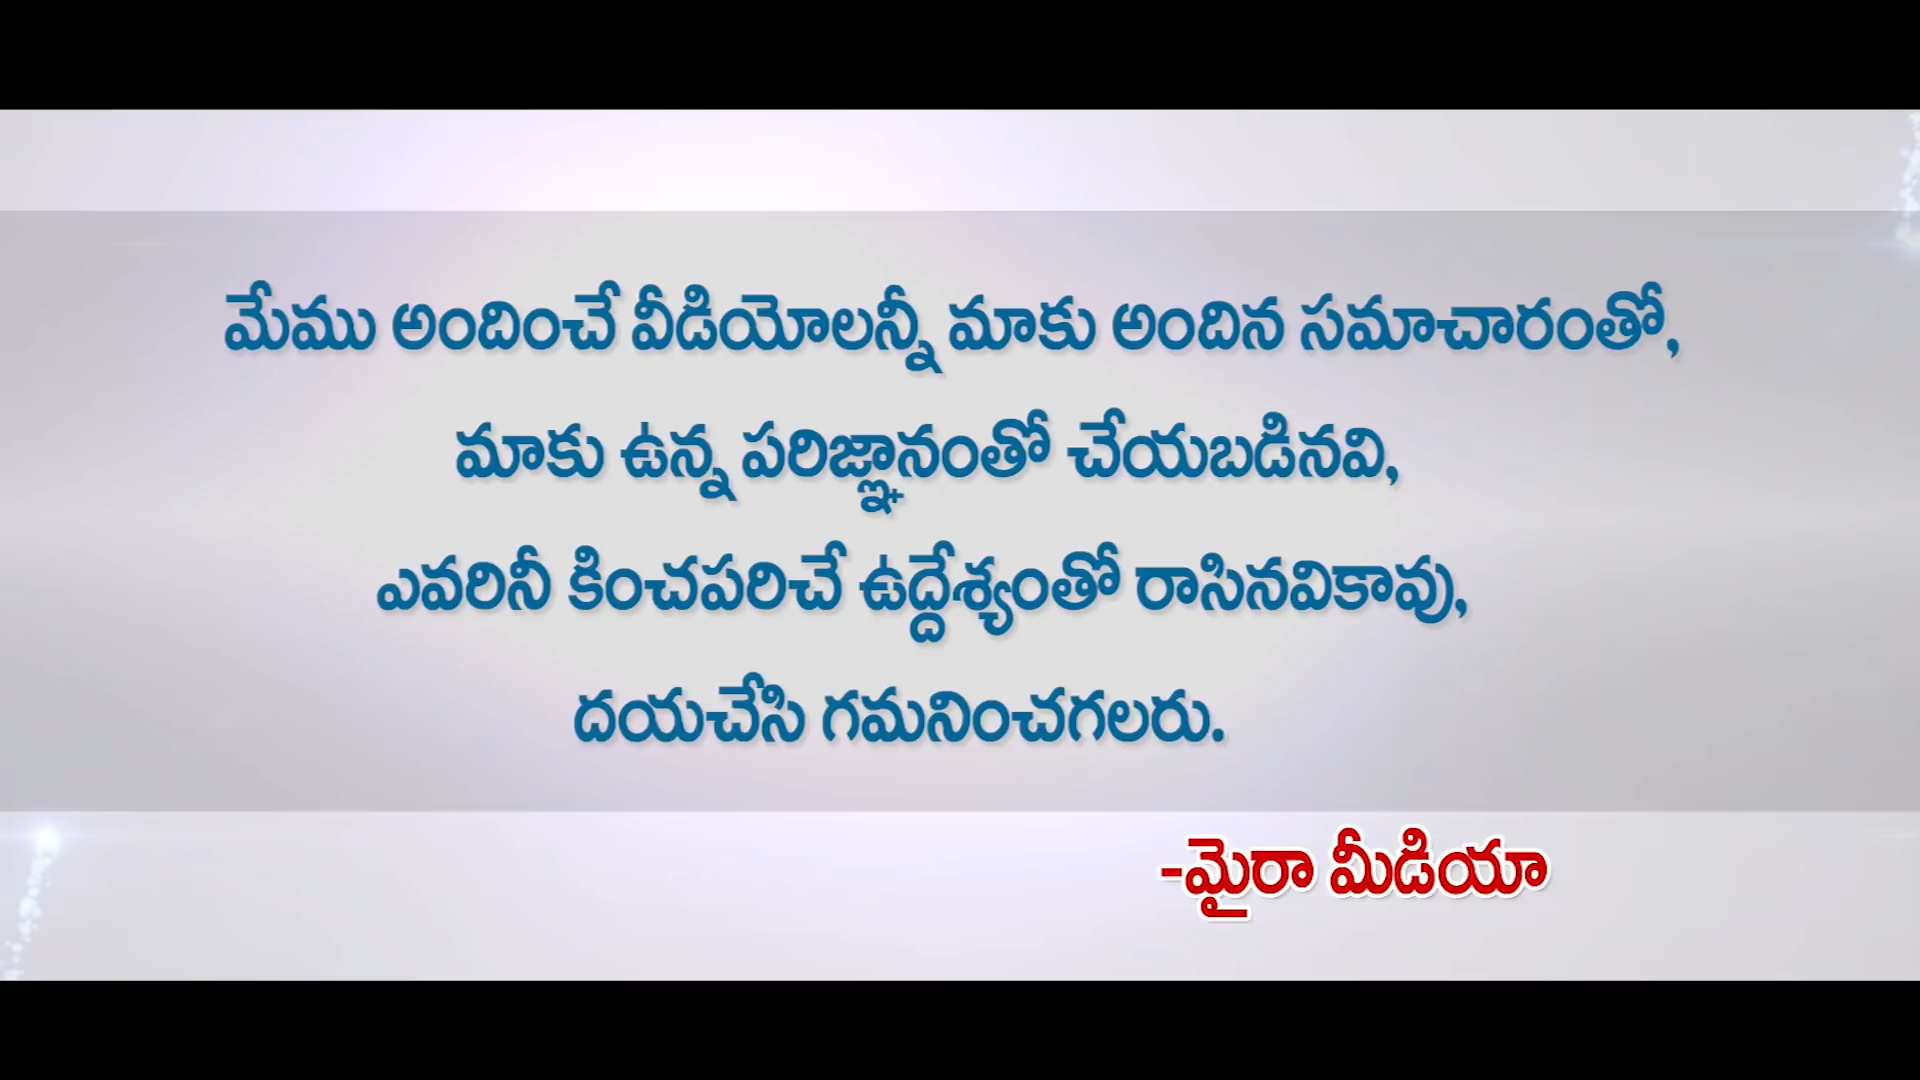 మేము అందించే వీడియోలన్నీ మాకు అందిన సమాచారంతో,
మాకు ఉన్న పరిజ్ఞానంతో చేయబడినవి,
ఎవరినీ కించపరిచే ఉద్దేశ్యంతో రాసినవికావు,
దయచేసి గమనించగలరు.
-మైరా మీడియా